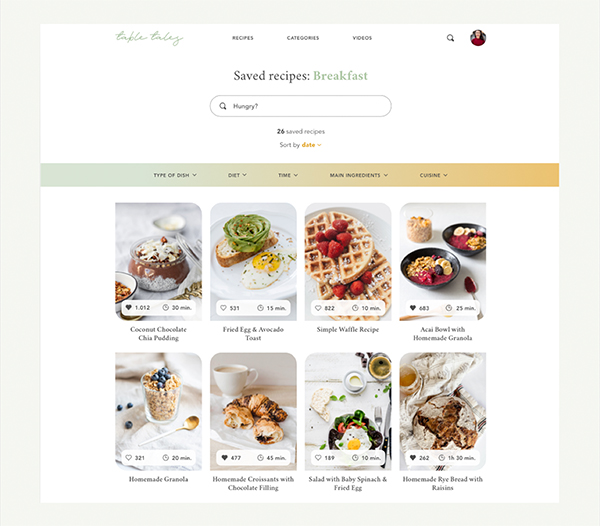 table tales
RECIPES
CATEGORIES
VIDEOS
Saved recipes: Breakfast
Hungry?
26 saved recipes
Sort by date
TYPE OF DISH
DIET
TIME
MAIN INGREDIENTS
CUISINE
1.012 30 min.
531 15 min.
822 10 min.
683 25 min.
Coconut Chocolate
Chia Pudding
Fried Egg & Avocado
Toast
Simple Waffle Recipe
Acai Bowl with
Homemade Granola
321 20 min.
477 45 min.
189 10 min.
262 1h 30 min.
Homemade Granola
Homemade Croissants with
Chocolate Filling
Salad with Baby Spinach &
Fried Egg
Homemade Rye Bread with
Raisins